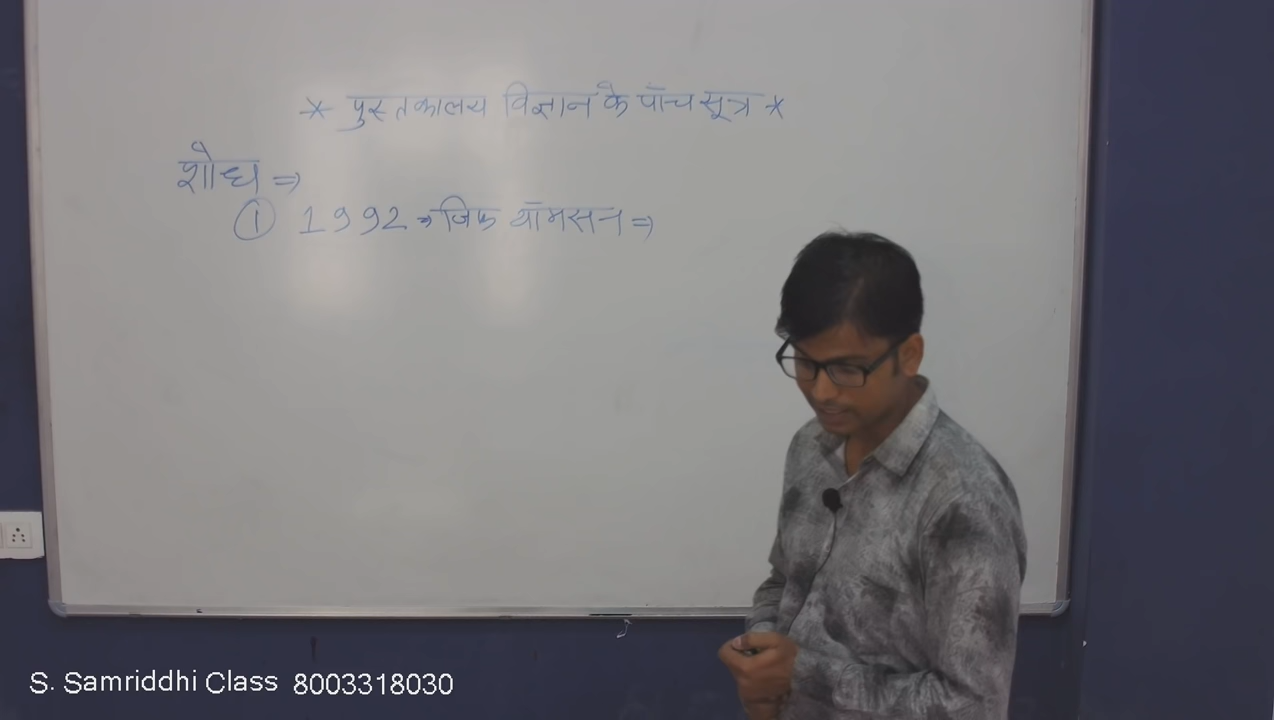 * पुस्तकालय विज्ञान के पाँच सूत्र *
शोध ⇒
① 1992 ⇒ जिफ थॉमसन ⇒
S. Samriddhi Class 8003318030